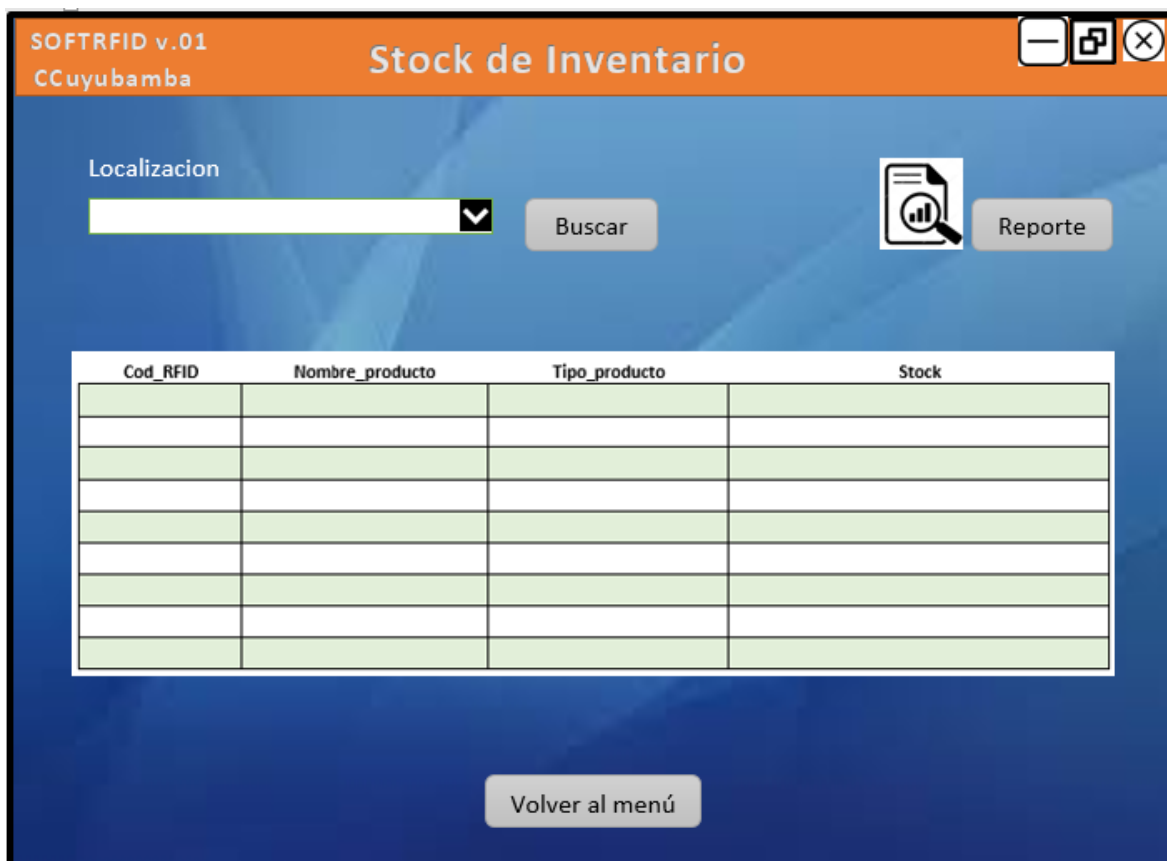 SOFTRFID v.01
CCuyubamba
Stock de Inventario
Localizacion
Buscar
Reporte
Cod_RFID Nombre_producto Tipo_producto Stock
Volver al menú